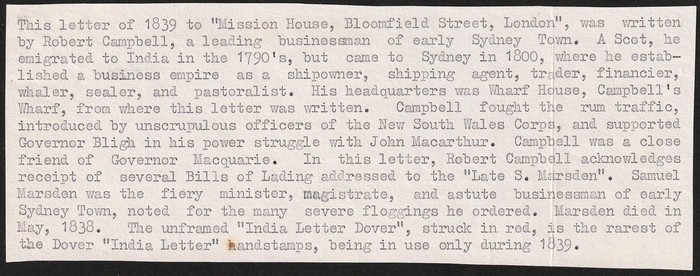 This letter of 1839 to "Mission House, Bloomfield Street, London", was written
by Robert Campbell, a leading businessman of early Sydney Town. A Scot, he
emigrated to India in the 1790's, but came to Sydney in 1800, where he estab-
lished a business empire as a shipowner, shipping agent, trader, financier,
whaler, sealer, and pastoralist. His headquarters was Wharf House, Campbell's
Wharf, from where this letter was written. Campbell fought the rum traffic,
introduced by unscrupulous officers of the New South Wales Corps, and supported
Governor Bligh in his power struggle with John Macarthur. Campbell was a close
friend of Governor Macquarie. In this letter, Robert Campbell acknowledges
receipt of several Bills of Lading addressed to the "Late S. Marsden". Samuel
Marsden was the fiery minister, magistrate, and astute businessman of early
Sydney Town, noted for the many severe floggings he ordered. Marsden died in
May, 1838. The unframed "India Letter Dover", struck in red, is the rarest of
the Dover "India Letter" handstamps, being in use only during 1839.